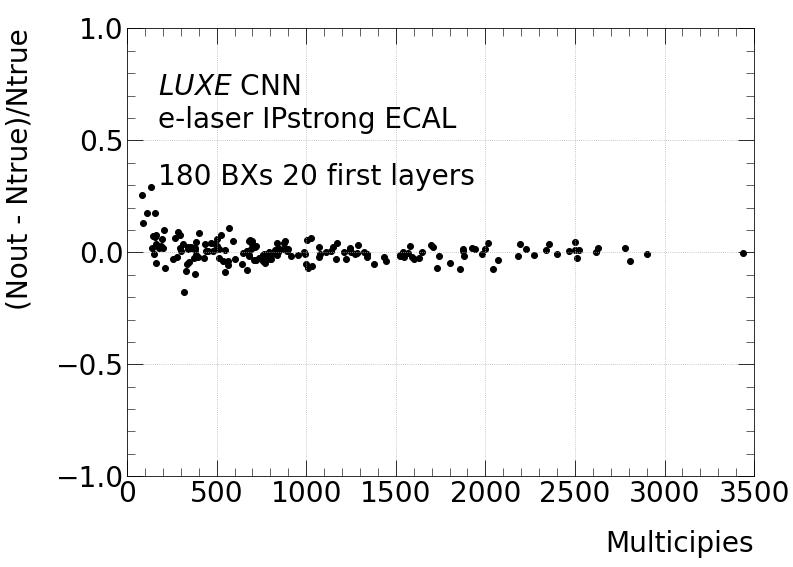 (Nout - Ntrue)/Ntrue
1.0
0.5
0.0
−0.5
−1.0
LUXE CNN
e-laser IPstrong ECAL
180 BXs 20 first layers
0 500 1000 1500 2000 2500 3000 3500
Multicipies